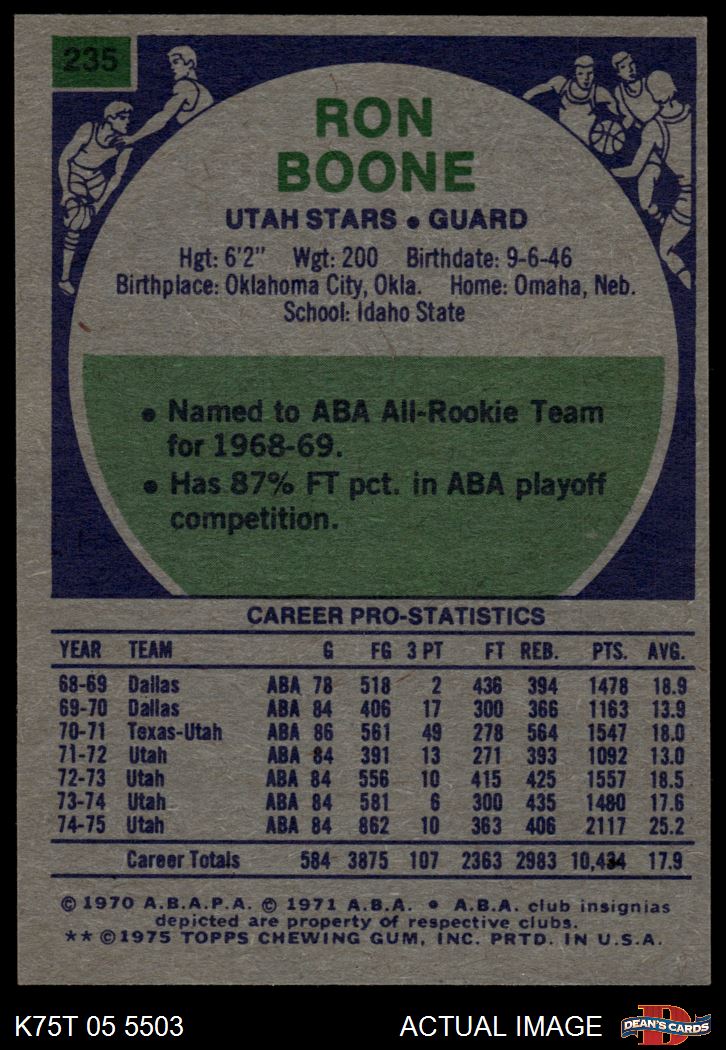 235
RON
BOONE
UTAH STARS • GUARD
Hgt: 6'2" Wgt: 200 Birthdate: 9-6-46
Birthplace: Oklahoma City, Okla. Home: Omaha, Neb.
School: Idaho State
• Named to ABA All-Rookie Team
for 1968-69.
• Has 87% FT pct. in ABA playoff
competition.
CAREER PRO-STATISTICS
YEAR TEAM G FG 3 PT FT REB. PTS. AVG.
68-69 Dallas ABA 78 518 2 436 394 1478 18.9
69-70 Dallas ABA 84 406 17 300 366 1163 13.9
70-71 Texas-Utah ABA 86 561 49 278 564 1547 18.0
71-72 Utah ABA 84 391 13 271 393 1092 13.0
72-73 Utah ABA 84 556 10 415 425 1557 18.5
73-74 Utah ABA 84 581 6 300 435 1480 17.6
74-75 Utah ABA 84 862 10 363 406 2117 25.2
Career Totals 584 3875 107 2363 2983 10,434 17.9
© 1970 A.B.A.P.A. © 1971 A.B.A. • A.B.A. club insignias
depicted are property of respective clubs.
** © 1975 TOPPS CHEWING GUM, INC. PRTD. IN U.S.A.
K75T 05 5503 ACTUAL IMAGE DEAN'S CARDS